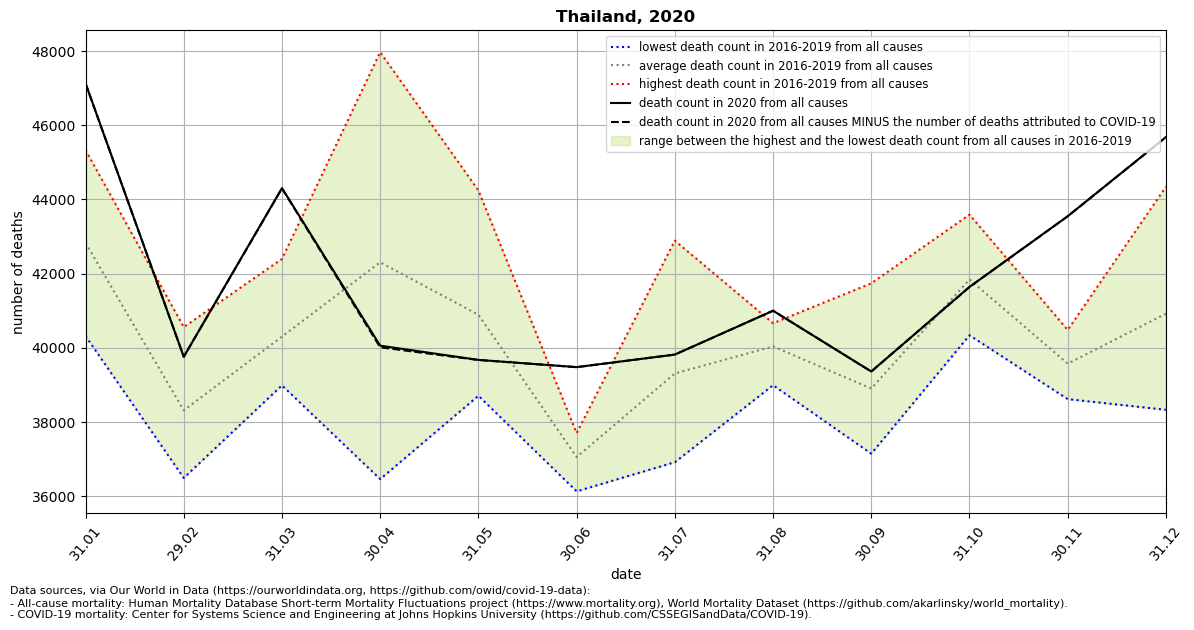 Thailand, 2020
lowest death count in 2016-2019 from all causes
average death count in 2016-2019 from all causes
highest death count in 2016-2019 from all causes
death count in 2020 from all causes
death count in 2020 from all causes MINUS the number of deaths attributed to COVID-19
range between the highest and the lowest death count from all causes in 2016-2019
number of deaths
48000
46000
44000
42000
40000
38000
36000
31.01
29.02
31.03
30.04
31.05
30.06
31.07
31.08
30.09
31.10
30.11
31.12
date
Data sources, via Our World in Data (https://ourworldindata.org, https://github.com/owid/covid-19-data):
- All-cause mortality: Human Mortality Database Short-term Mortality Fluctuations project (https://www.mortality.org), World Mortality Dataset (https://github.com/akarlinsky/world_mortality).
- COVID-19 mortality: Center for Systems Science and Engineering at Johns Hopkins University (https://github.com/CSSEGISandData/COVID-19).